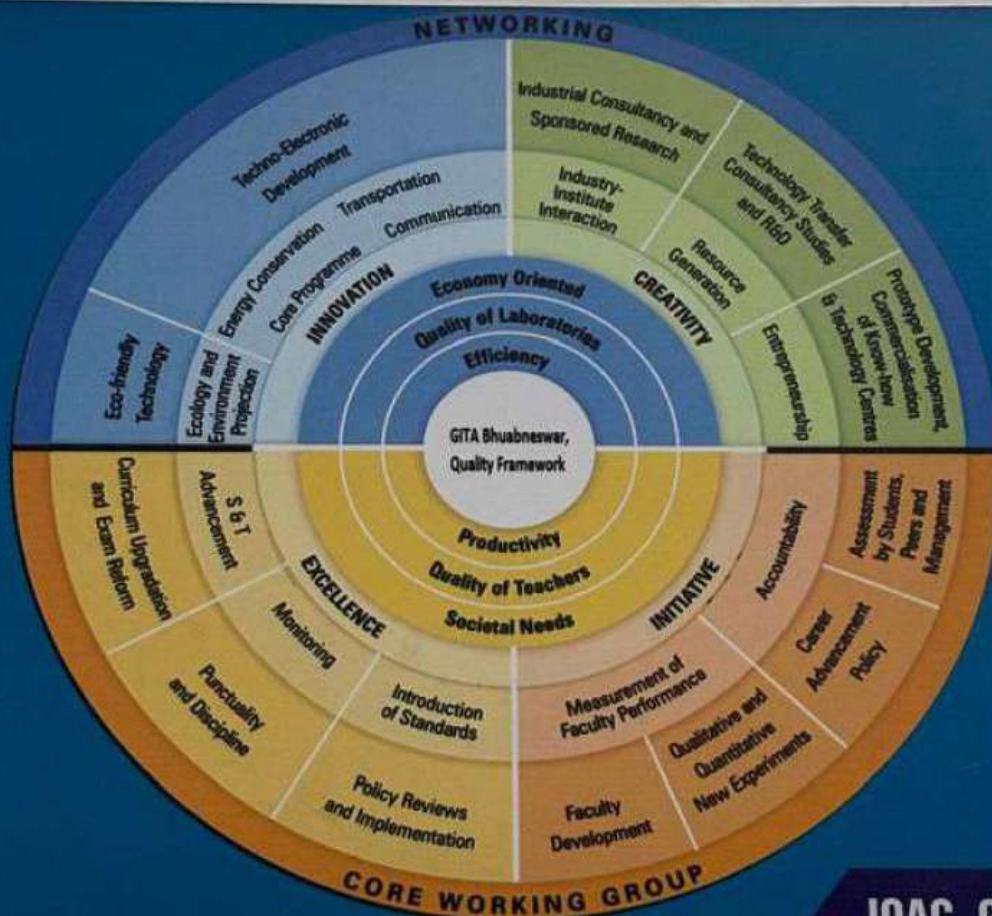 NETWORKING
Techno-Electronic
Development
Industrial Consultancy and
Sponsored Research
Technology Transfer
Consultancy Studies
and R&D
Prototype Development,
Commercialisation
of Know-how
& Technology Centres
Eco-friendly
Technology
Transportation
Communication
Energy Conservation
Core Programme
Ecology and
Environment
Projection
Industry-
Institute
Interaction
Resource
Generation
Entrepreneurship
INNOVATION
CREATIVITY
Economy Oriented
Quality of Laboratories
Efficiency
GITA Bhuabneswar,
Quality Framework
Productivity
Quality of Teachers
Societal Needs
EXCELLENCE
INITIATIVE
S & T
Advancement
Monitoring
Introduction
of Standards
Measurement of
Faculty Performance
Accountability
Curriculum Upgradation
and Exam Reform
Punctuality
and Discipline
Policy Reviews
and Implementation
Faculty
Development
Qualitative and
Quantitative
New Experiments
Career
Advancement
Policy
Assessment
by Students,
Peers and
Management
CORE WORKING GROUP